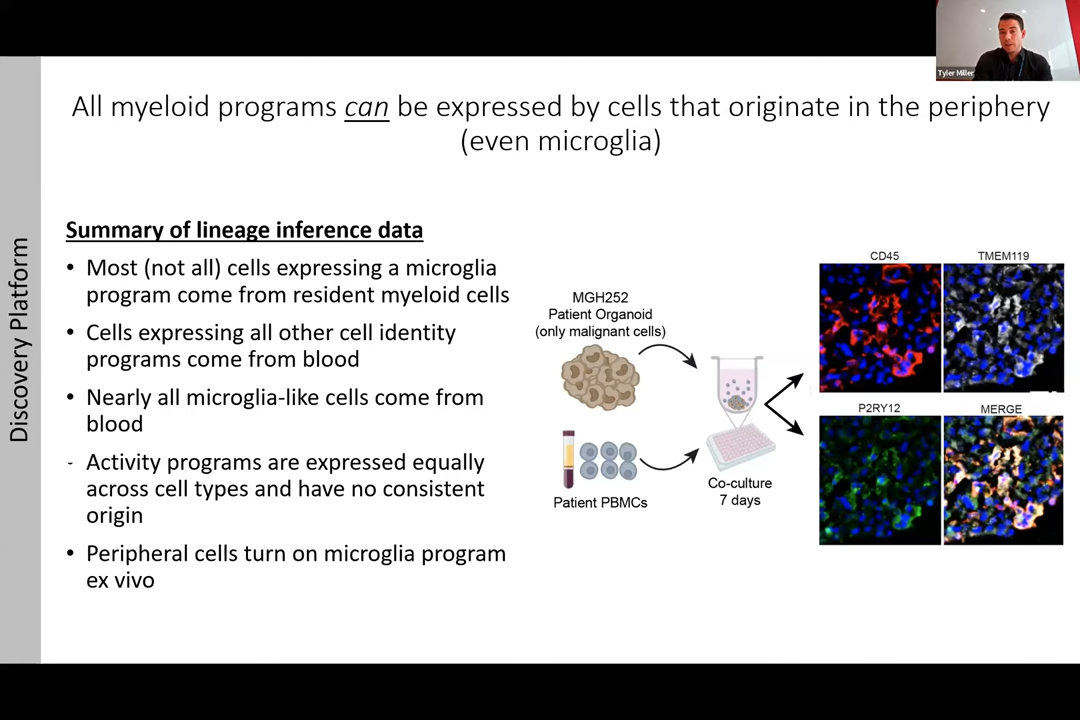 Tyler Miller
All myeloid programs can be expressed by cells that originate in the periphery
(even microglia)
Discovery Platform
Summary of lineage inference data
• Most (not all) cells expressing a microglia
program come from resident myeloid cells
• Cells expressing all other cell identity
programs come from blood
• Nearly all microglia-like cells come from
blood
- Activity programs are expressed equally
across cell types and have no consistent
origin
• Peripheral cells turn on microglia program
ex vivo
MGH252
Patient Organoid
(only malignant cells)
Patient PBMCs
Co-culture
7 days
CD45
TMEM119
P2RY12
MERGE